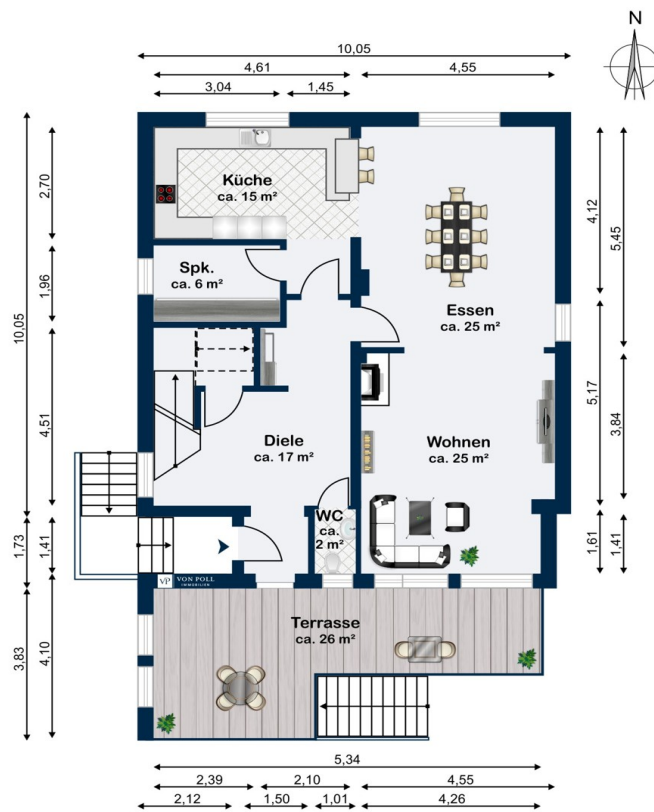 N
10,05
4,61
4,55
3,04
1,45
Küche
ca. 15 m²
Spk.
ca. 6 m²
Essen
ca. 25 m²
Diele
ca. 17 m²
Wohnen
ca. 25 m²
WC
ca.
2 m²
VP VON POLL
IMMOBILIEN
Terrasse
ca. 26 m²
10,05
1,73
3,83
2,70
1,96
4,51
1,41
4,10
4,12
5,17
1,61
5,45
3,84
1,41
5,34
2,39
2,10
4,55
2,12
1,50
1,01
4,26